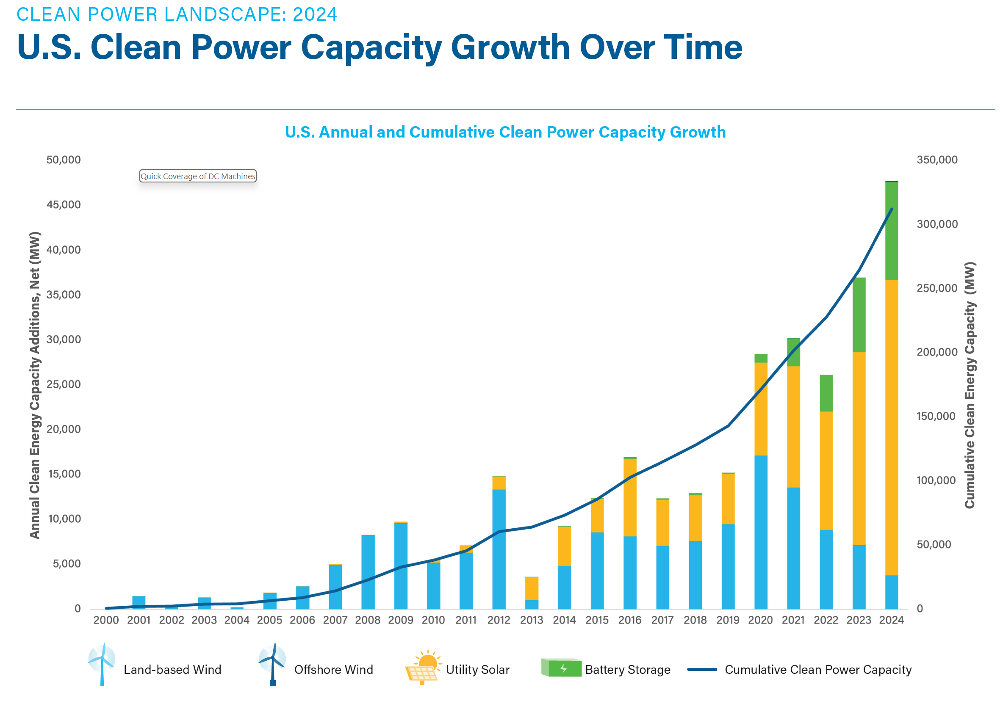 CLEAN POWER LANDSCAPE: 2024
U.S. Clean Power Capacity Growth Over Time
U.S. Annual and Cumulative Clean Power Capacity Growth
Quick Coverage of DC Machines
Annual Clean Energy Capacity Additions, Net (MW)
50,000
45,000
40,000
35,000
30,000
25,000
20,000
15,000
10,000
5,000
0
350,000
300,000
250,000
200,000
150,000
100,000
50,000
0
Cumulative Clean Energy Capacity (MW)
2000 2001 2002 2003 2004 2005 2006 2007 2008 2009 2010 2011 2012 2013 2014 2015 2016 2017 2018 2019 2020 2021 2022 2023 2024
Land-based Wind Offshore Wind Utility Solar Battery Storage Cumulative Clean Power Capacity